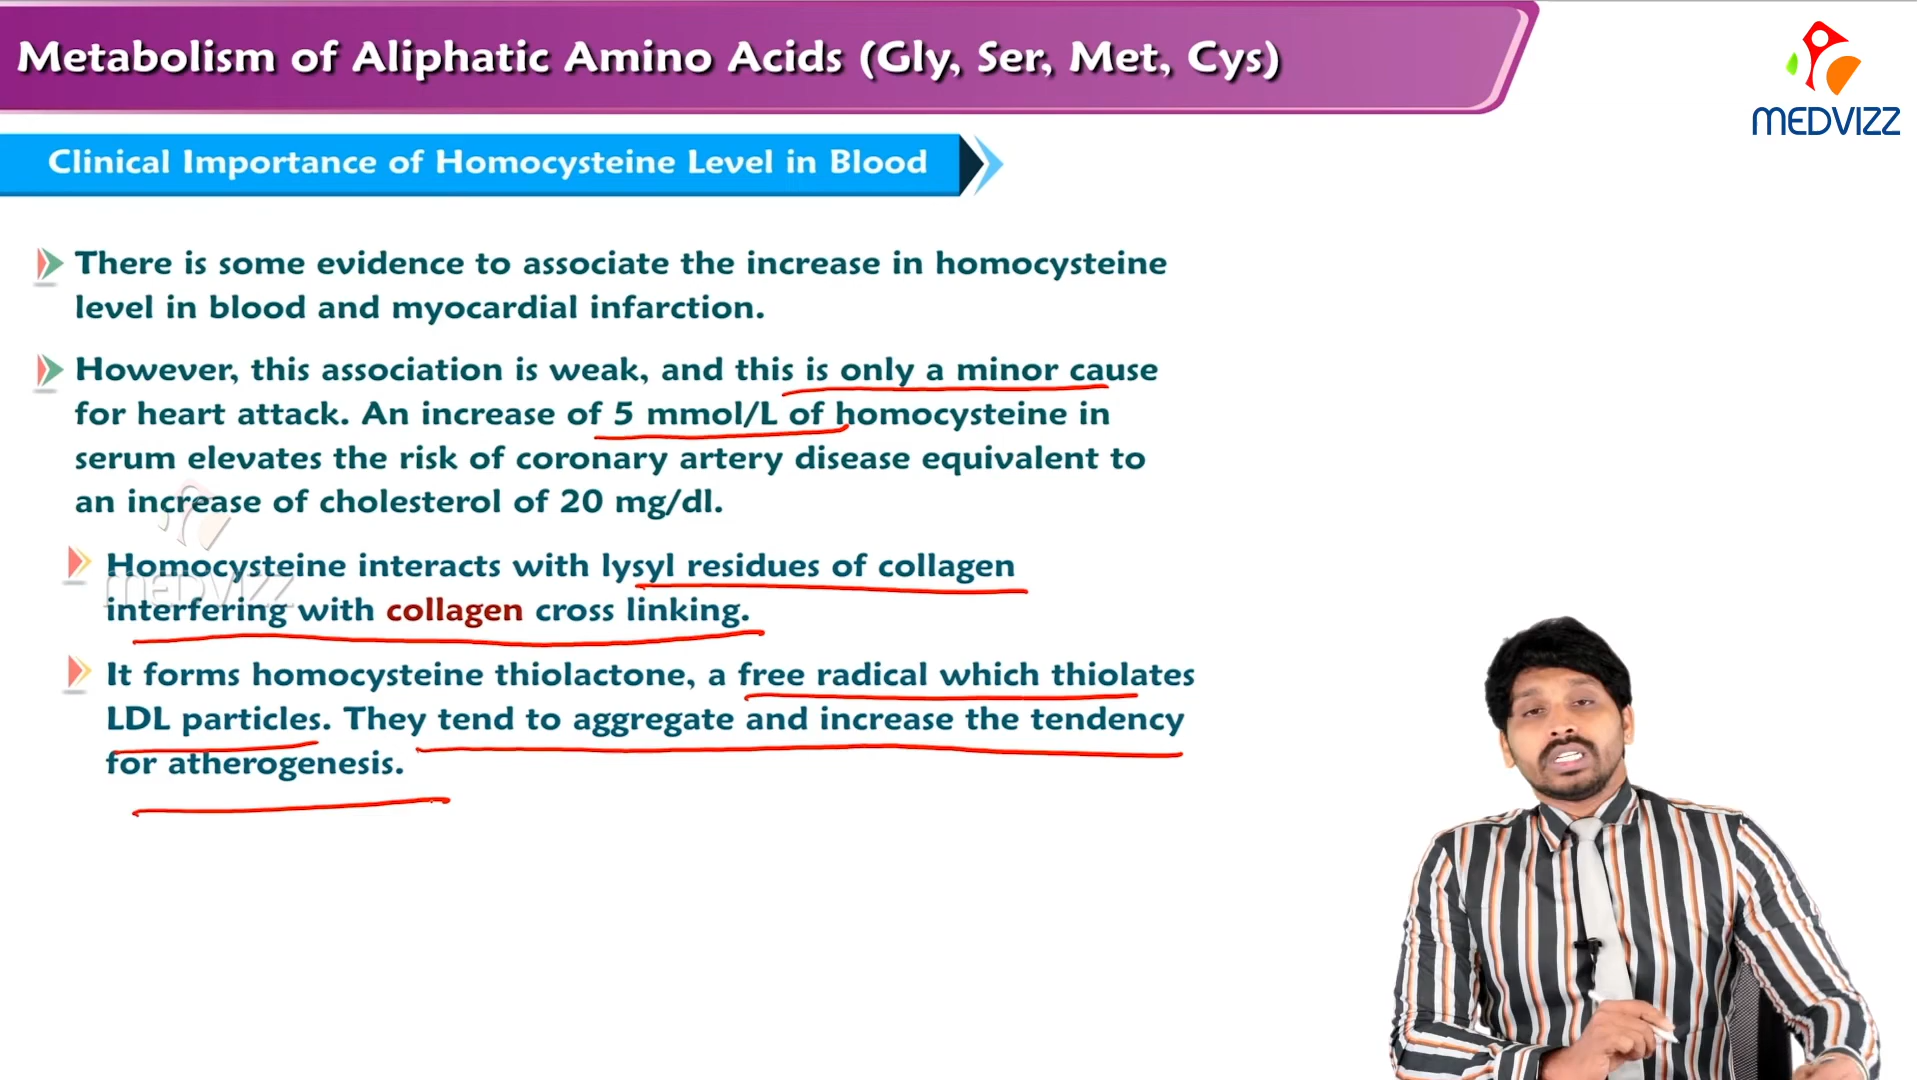 Metabolism of Aliphatic Amino Acids (Gly, Ser, Met, Cys)
MEDVIZZ
Clinical Importance of Homocysteine Level in Blood
There is some evidence to associate the increase in homocysteine
level in blood and myocardial infarction.
However, this association is weak, and this is only a minor cause
for heart attack. An increase of 5 mmol/L of homocysteine in
serum elevates the risk of coronary artery disease equivalent to
an increase of cholesterol of 20 mg/dl.
Homocysteine interacts with lysyl residues of collagen
MEDVIZZ
interfering with collagen cross linking.
It forms homocysteine thiolactone, a free radical which thiolates
LDL particles. They tend to aggregate and increase the tendency
for atherogenesis.